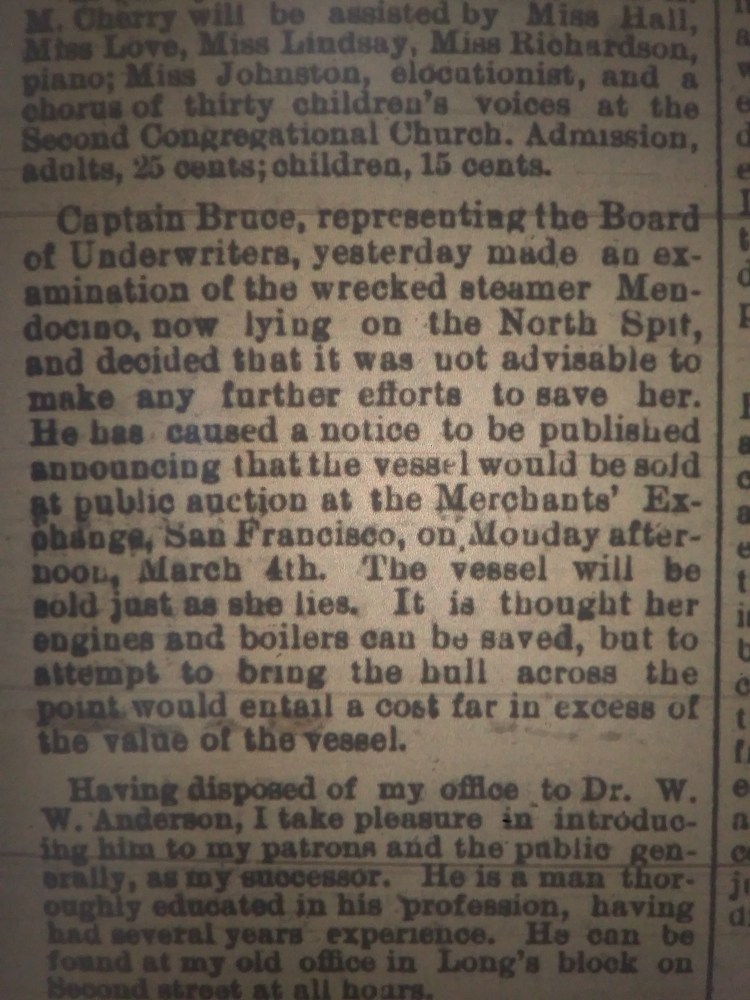 M. Cherry will be assisted by Miss Hall,
Miss Love, Miss Lindsay, Miss Richardson,
piano; Miss Johnston, elocutionist, and a
chorus of thirty children's voices at the
Second Congregational Church. Admission,
adults, 25 cents; children, 15 cents.
Captain Bruce, representing the Board
of Underwriters, yesterday made an ex-
amination of the wrecked steamer Men-
docino, now lying on the North Spit,
and decided that it was not advisable to
make any further efforts to save her.
He has caused a notice to be published
announcing that the vessel would be sold
at public auction at the Merchants' Ex-
change, San Francisco, on Monday after-
noon, March 4th. The vessel will be
sold just as she lies. It is thought her
engines and boilers can be saved, but to
attempt to bring the hull across the
point would entail a cost far in excess of
the value of the vessel.
Having disposed of my office to Dr. W.
W. Anderson, I take pleasure in introduc-
ing him to my patrons and the public gen-
erally, as my successor. He is a man thor-
oughly educated in his profession, having
had several years experience. He can be
found at my old office in Long's block on
Second street at all hours.